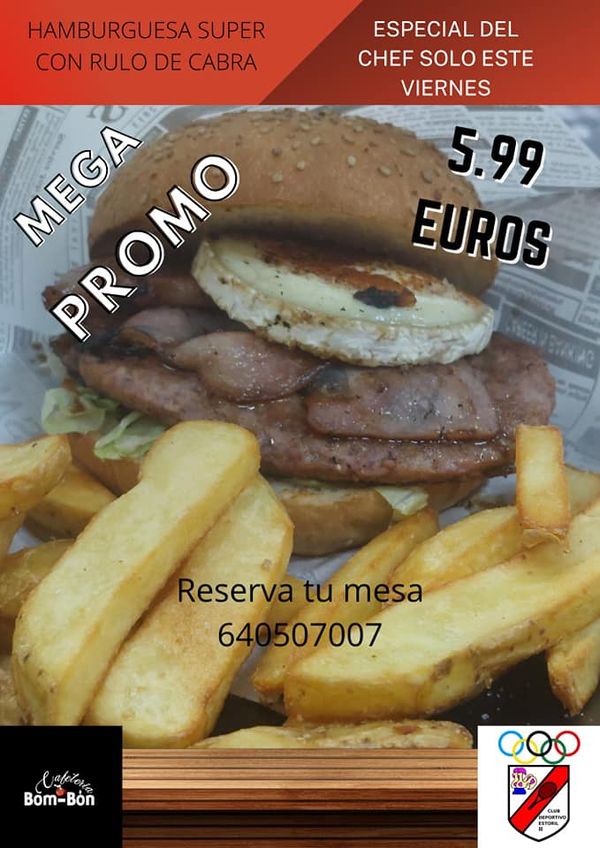 HAMBURGUESA SUPER
CON RULO DE CABRA
ESPECIAL DEL
CHEF SOLO ESTE
VIERNES
MEGA
PROMO
5.99
EUROS
Reserva tu mesa
640507007
Cafetería
Bom-Bón
CLUB
DEPORTIVO
ESTORIL
II